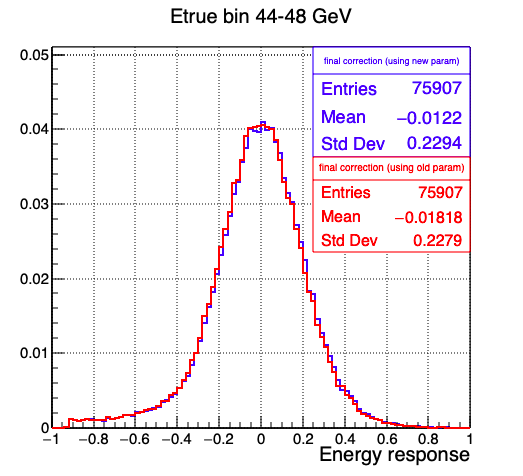 Etrue bin 44-48 GeV
0.05
0.04
0.03
0.02
0.01
0
final correction (using new param)
Entries 75907
Mean −0.0122
Std Dev 0.2294
final correction (using old param)
Entries 75907
Mean −0.01818
Std Dev 0.2279
−1 −0.8 −0.6 −0.4 −0.2 0 0.2 0.4 0.6 0.8 1
Energy response